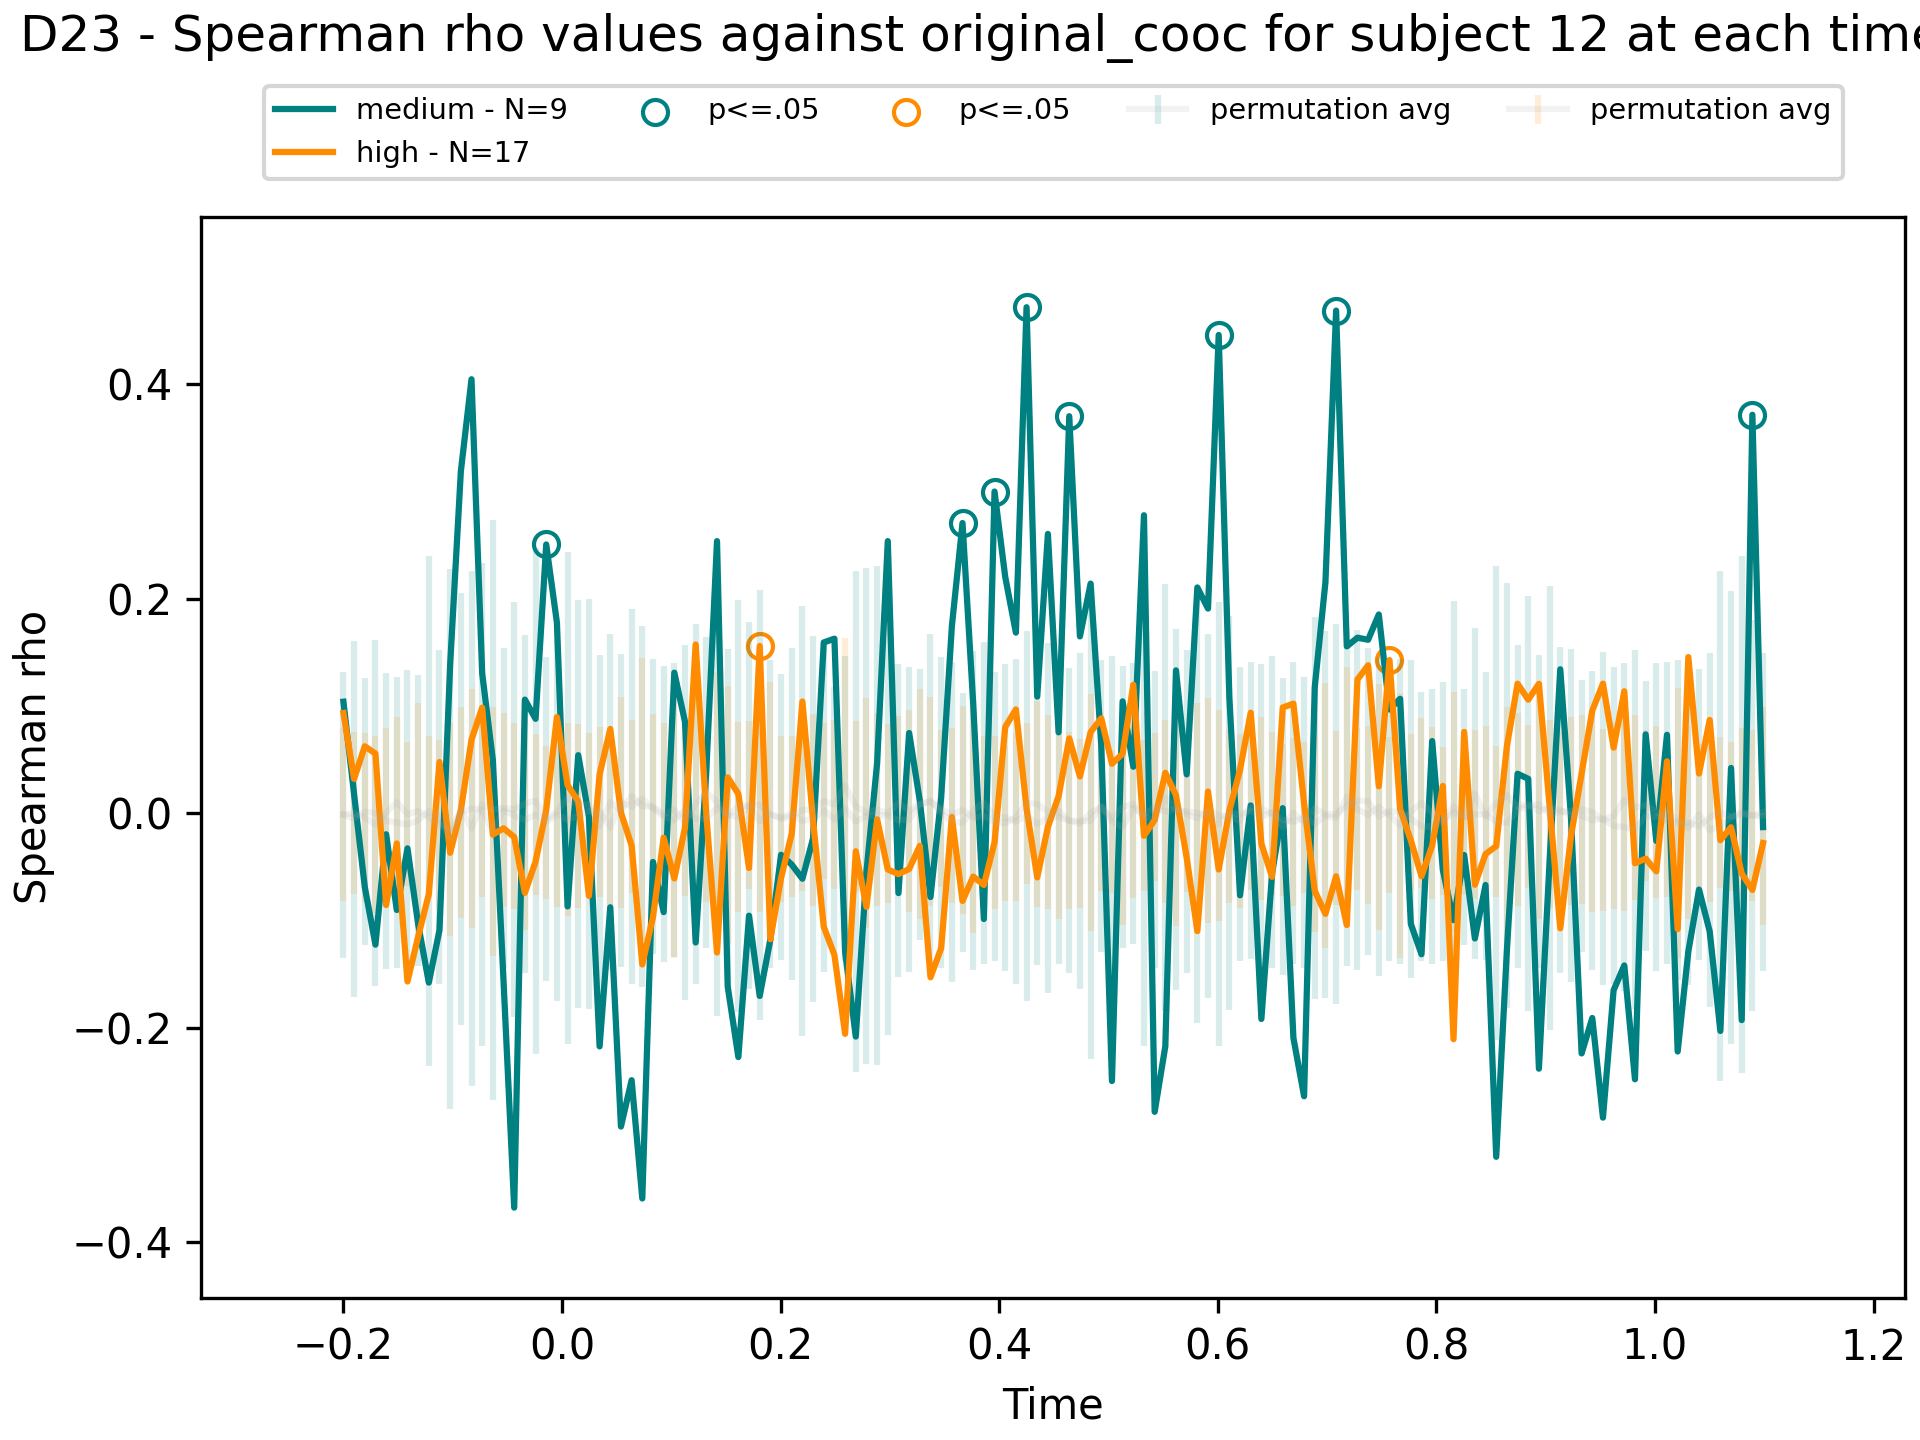 D23 - Spearman rho values against original_cooc for subject 12 at each time
medium - N=9
high - N=17
p<=.05
p<=.05
permutation avg
permutation avg
Spearman rho
0.4
0.2
0.0
−0.2
−0.4
−0.2 0.0 0.2 0.4 0.6 0.8 1.0 1.2
Time